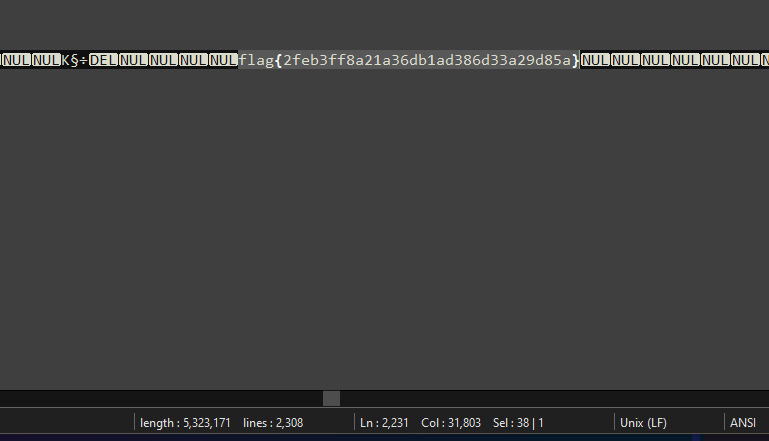 NUL NUL K§÷ DEL NUL NUL NUL NUL flag{2feb3ff8a21a36db1ad386d33a29d85a} NUL NUL NUL NUL NUL NUL
length : 5,323,171 lines : 2,308 Ln : 2,231 Col : 31,803 Sel : 38 | 1 Unix (LF) ANSI